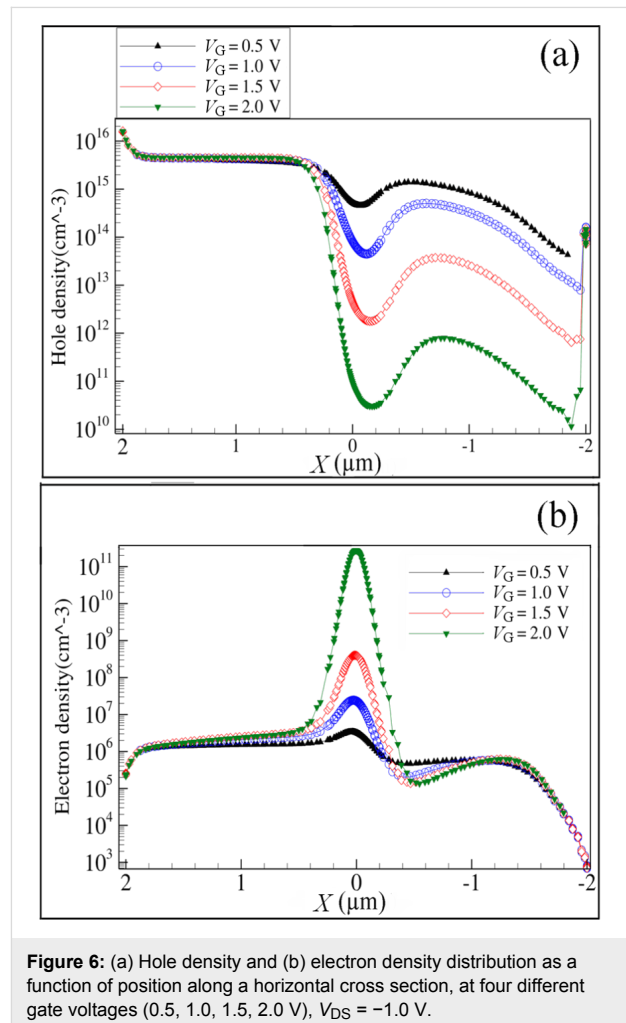 (a)
V_G = 0.5 V
V_G = 1.0 V
V_G = 1.5 V
V_G = 2.0 V
Hole density(cm^-3)
10^16
10^15
10^14
10^13
10^12
10^11
10^10
2 1 0 -1 -2
X (μm)
(b)
V_G = 0.5 V
V_G = 1.0 V
V_G = 1.5 V
V_G = 2.0 V
Electron density(cm^-3)
10^11
10^10
10^9
10^8
10^7
10^6
10^5
10^4
10^3
2 1 0 -1 -2
X (μm)
Figure 6: (a) Hole density and (b) electron density distribution as a
function of position along a horizontal cross section, at four different
gate voltages (0.5, 1.0, 1.5, 2.0 V), V_DS = −1.0 V.